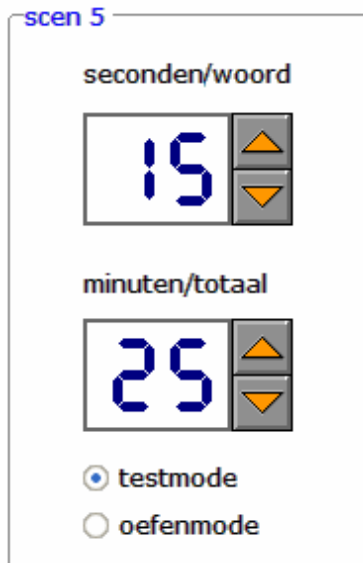 scen 5
seconden/woord
15
minuten/totaal
25
testmode
oefenmode